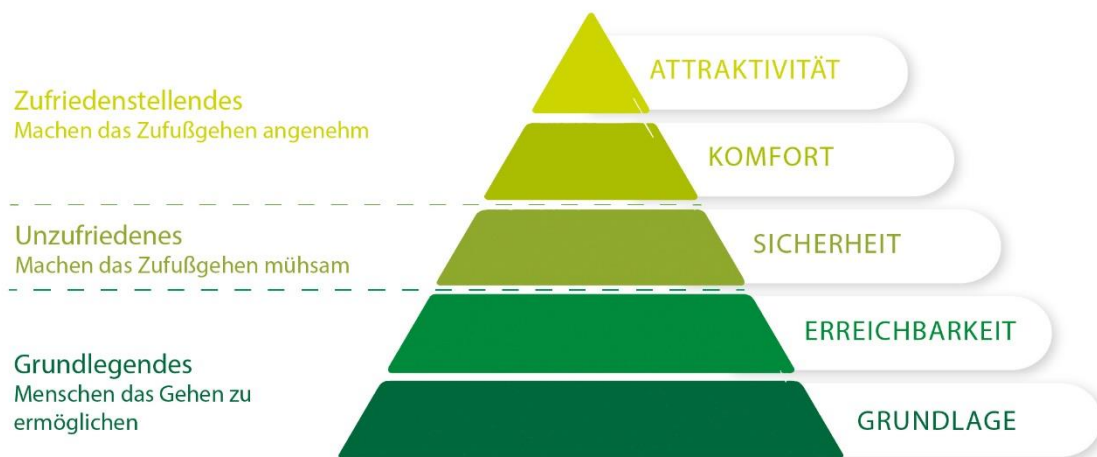 ATTRAKTIVITÄT
Zufriedenstellendes
Machen das Zufußgehen angenehm
KOMFORT
Unzufriedenes
Machen das Zufußgehen mühsam
SICHERHEIT
ERREICHBARKEIT
Grundlegendes
Menschen das Gehen zu
ermöglichen
GRUNDLAGE